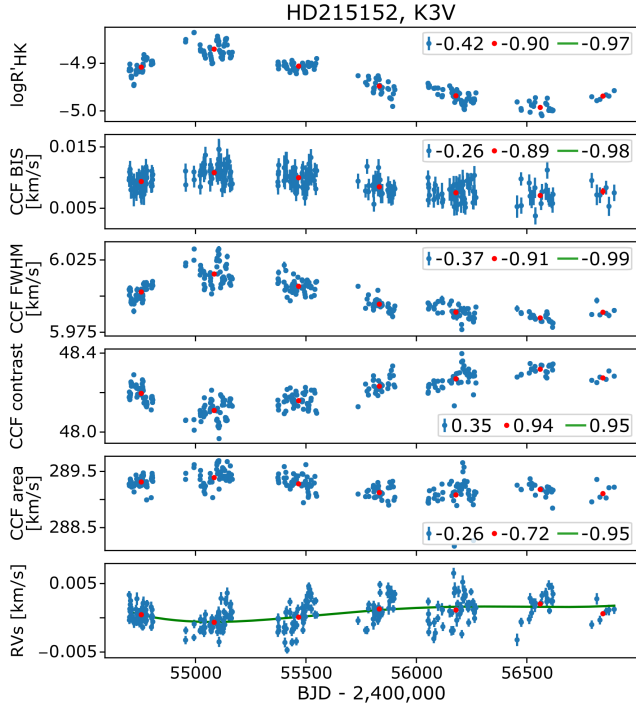 HD215152, K3V
logR'HK
−4.9
−5.0
−0.42 −0.90 −0.97
CCF BIS
[km/s]
0.015
0.005
−0.26 −0.89 −0.98
CCF FWHM
[km/s]
6.025
5.975
−0.37 −0.91 −0.99
CCF contrast
48.4
48.0
0.35 0.94 0.95
CCF area
[km/s]
289.5
288.5
−0.26 −0.72 −0.95
RVs [km/s]
0.005
−0.005
55000 55500 56000 56500
BJD - 2,400,000